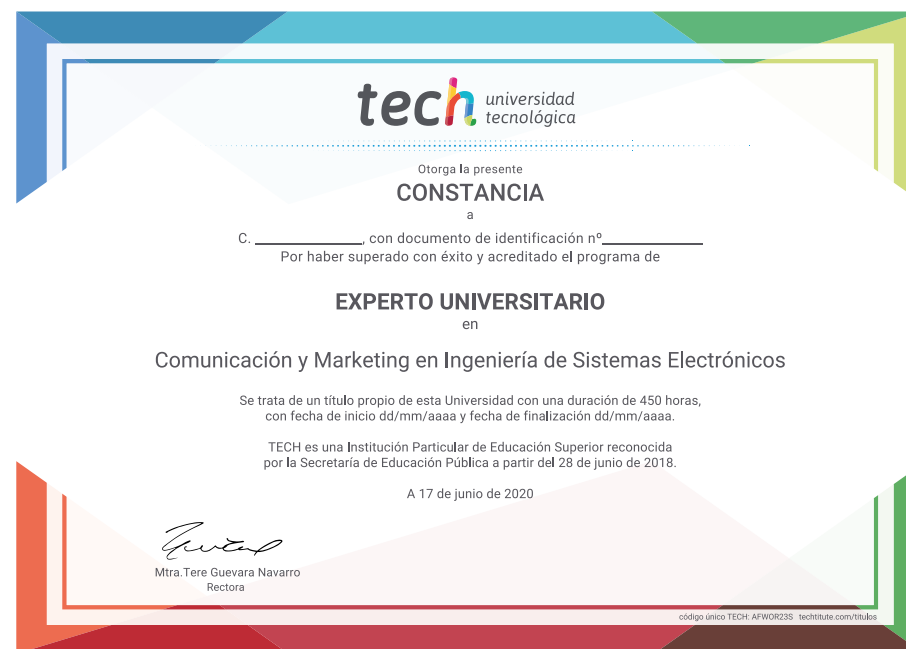 tech universidad
tecnológica
Otorga la presente
CONSTANCIA
a
C. ____________, con documento de identificación nº____________
Por haber superado con éxito y acreditado el programa de
EXPERTO UNIVERSITARIO
en
Comunicación y Marketing en Ingeniería de Sistemas Electrónicos
Se trata de un título propio de esta Universidad con una duración de 450 horas,
con fecha de inicio dd/mm/aaaa y fecha de finalización dd/mm/aaaa.
TECH es una Institución Particular de Educación Superior reconocida
por la Secretaría de Educación Pública a partir del 28 de junio de 2018.
A 17 de junio de 2020
Mtra.Tere Guevara Navarro
Rectora
código único TECH: AFWOR23S techtitute.com/titulos